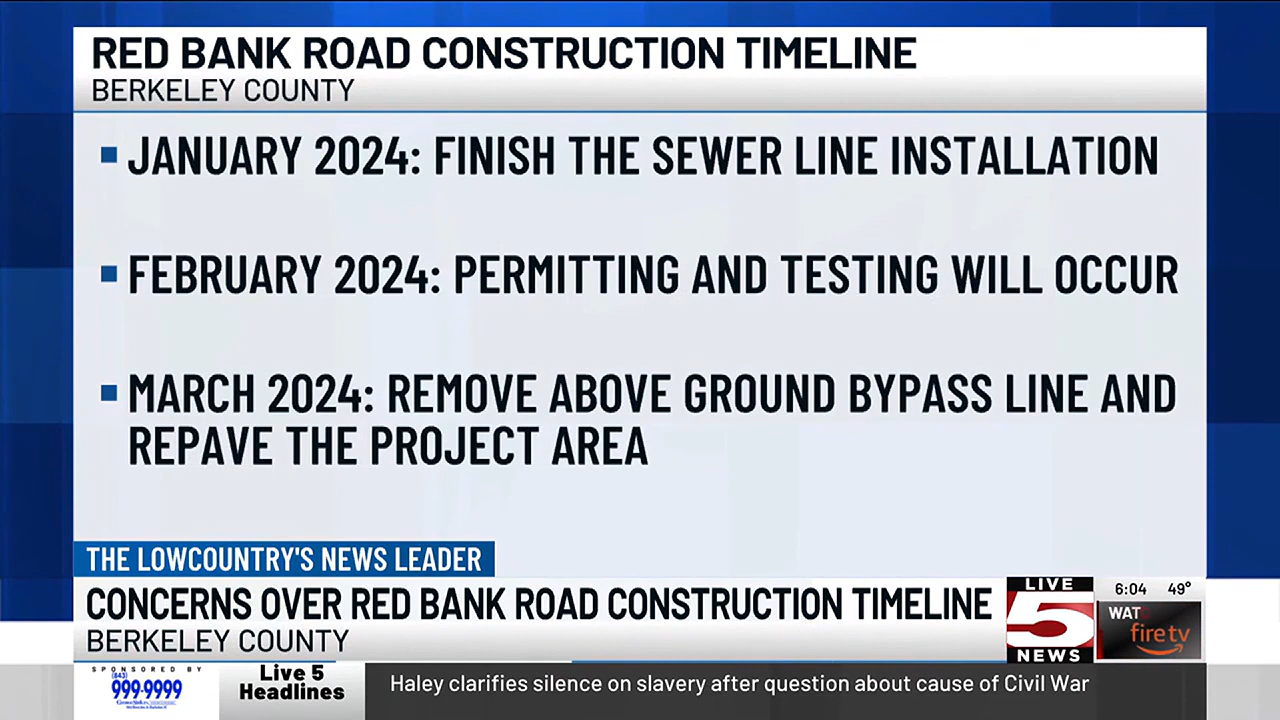 RED BANK ROAD CONSTRUCTION TIMELINE
BERKELEY COUNTY
JANUARY 2024: FINISH THE SEWER LINE INSTALLATION
FEBRUARY 2024: PERMITTING AND TESTING WILL OCCUR
MARCH 2024: REMOVE ABOVE GROUND BYPASS LINE AND
REPAVE THE PROJECT AREA
THE LOWCOUNTRY'S NEWS LEADER
CONCERNS OVER RED BANK ROAD CONSTRUCTION TIMELINE
BERKELEY COUNTY
LIVE
5
NEWS
6:04 49°
WAT
firetv
SPONSORED BY
(843)
999-9999
Live 5
Headlines
Haley clarifies silence on slavery after question about cause of Civil War